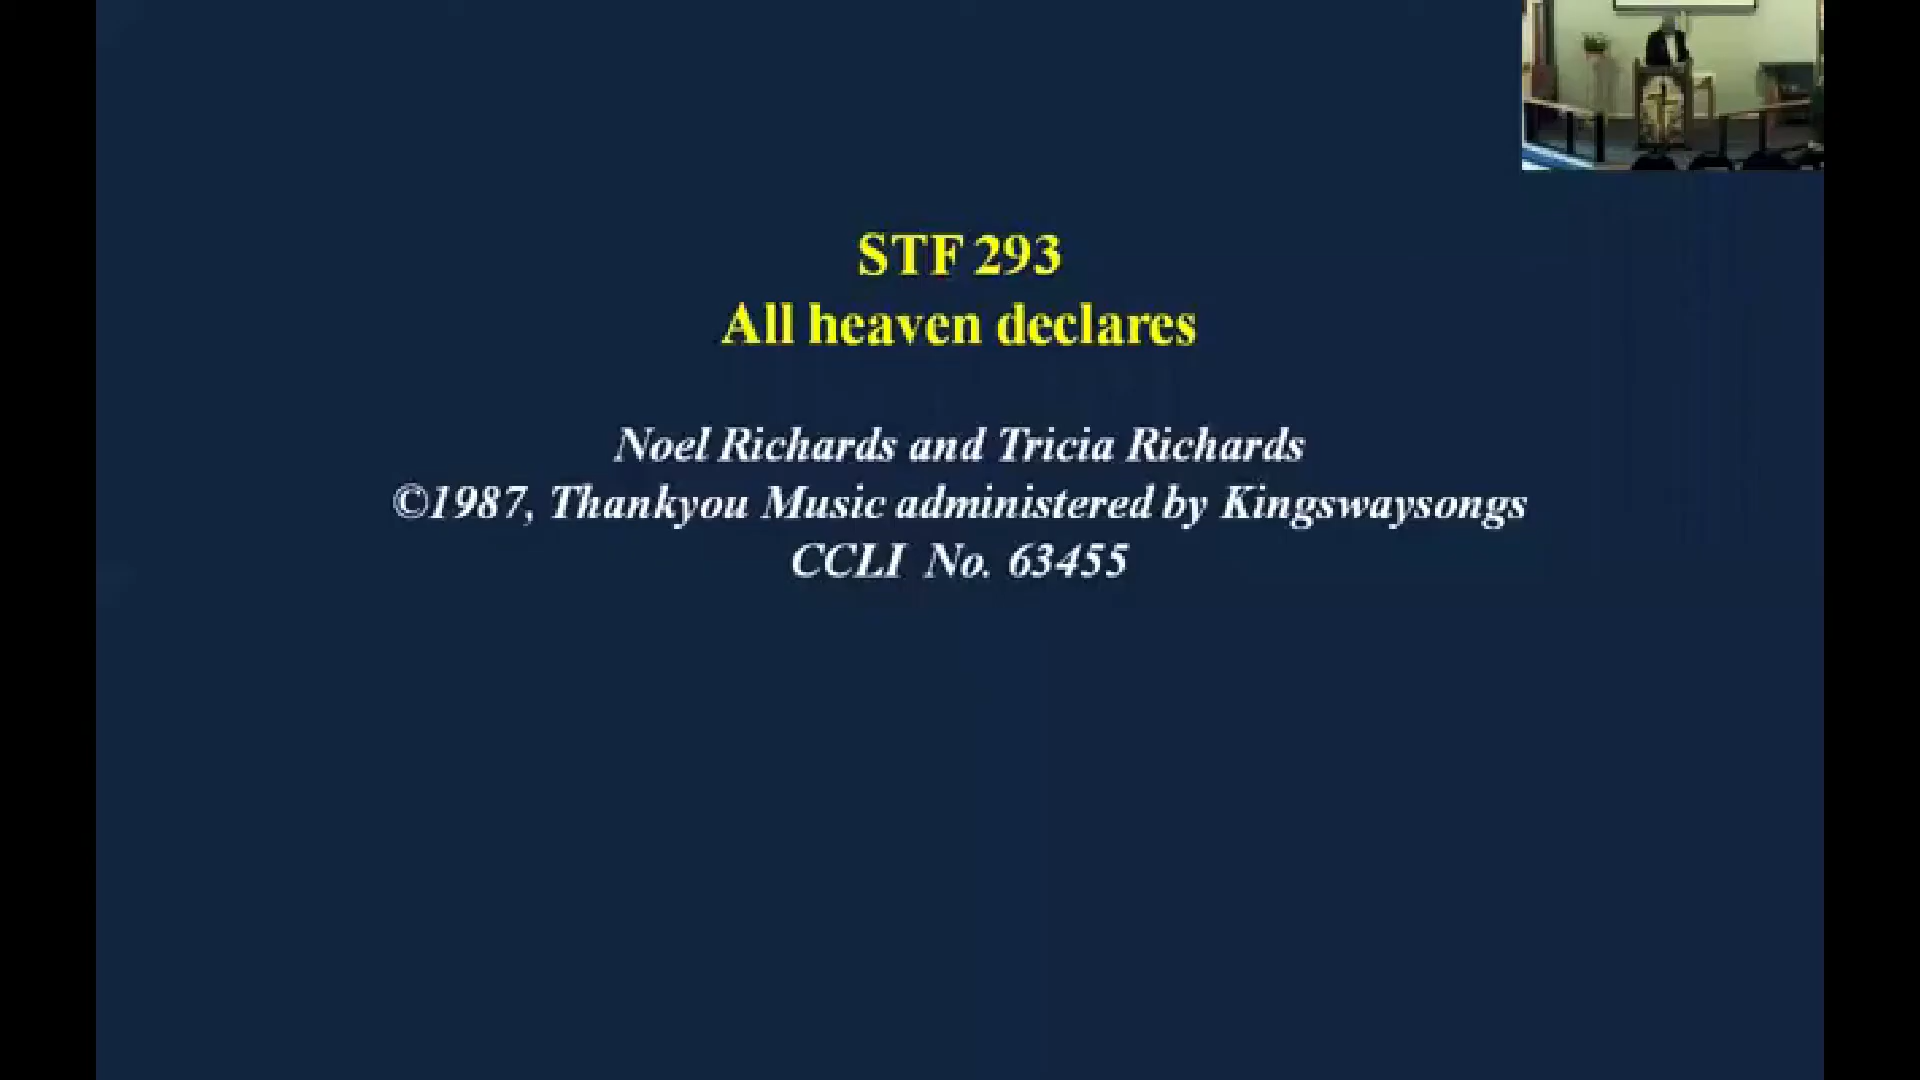 STF 293
All heaven declares
Noel Richards and Tricia Richards
©1987, Thankyou Music administered by Kingswaysongs
CCLI No. 63455